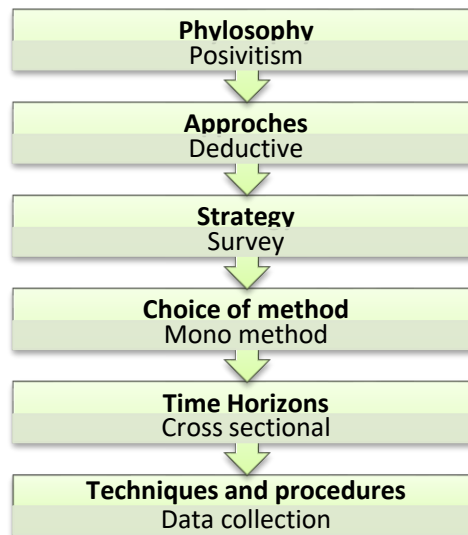 Phylosophy
Posivitism
Approches
Deductive
Strategy
Survey
Choice of method
Mono method
Time Horizons
Cross sectional
Techniques and procedures
Data collection